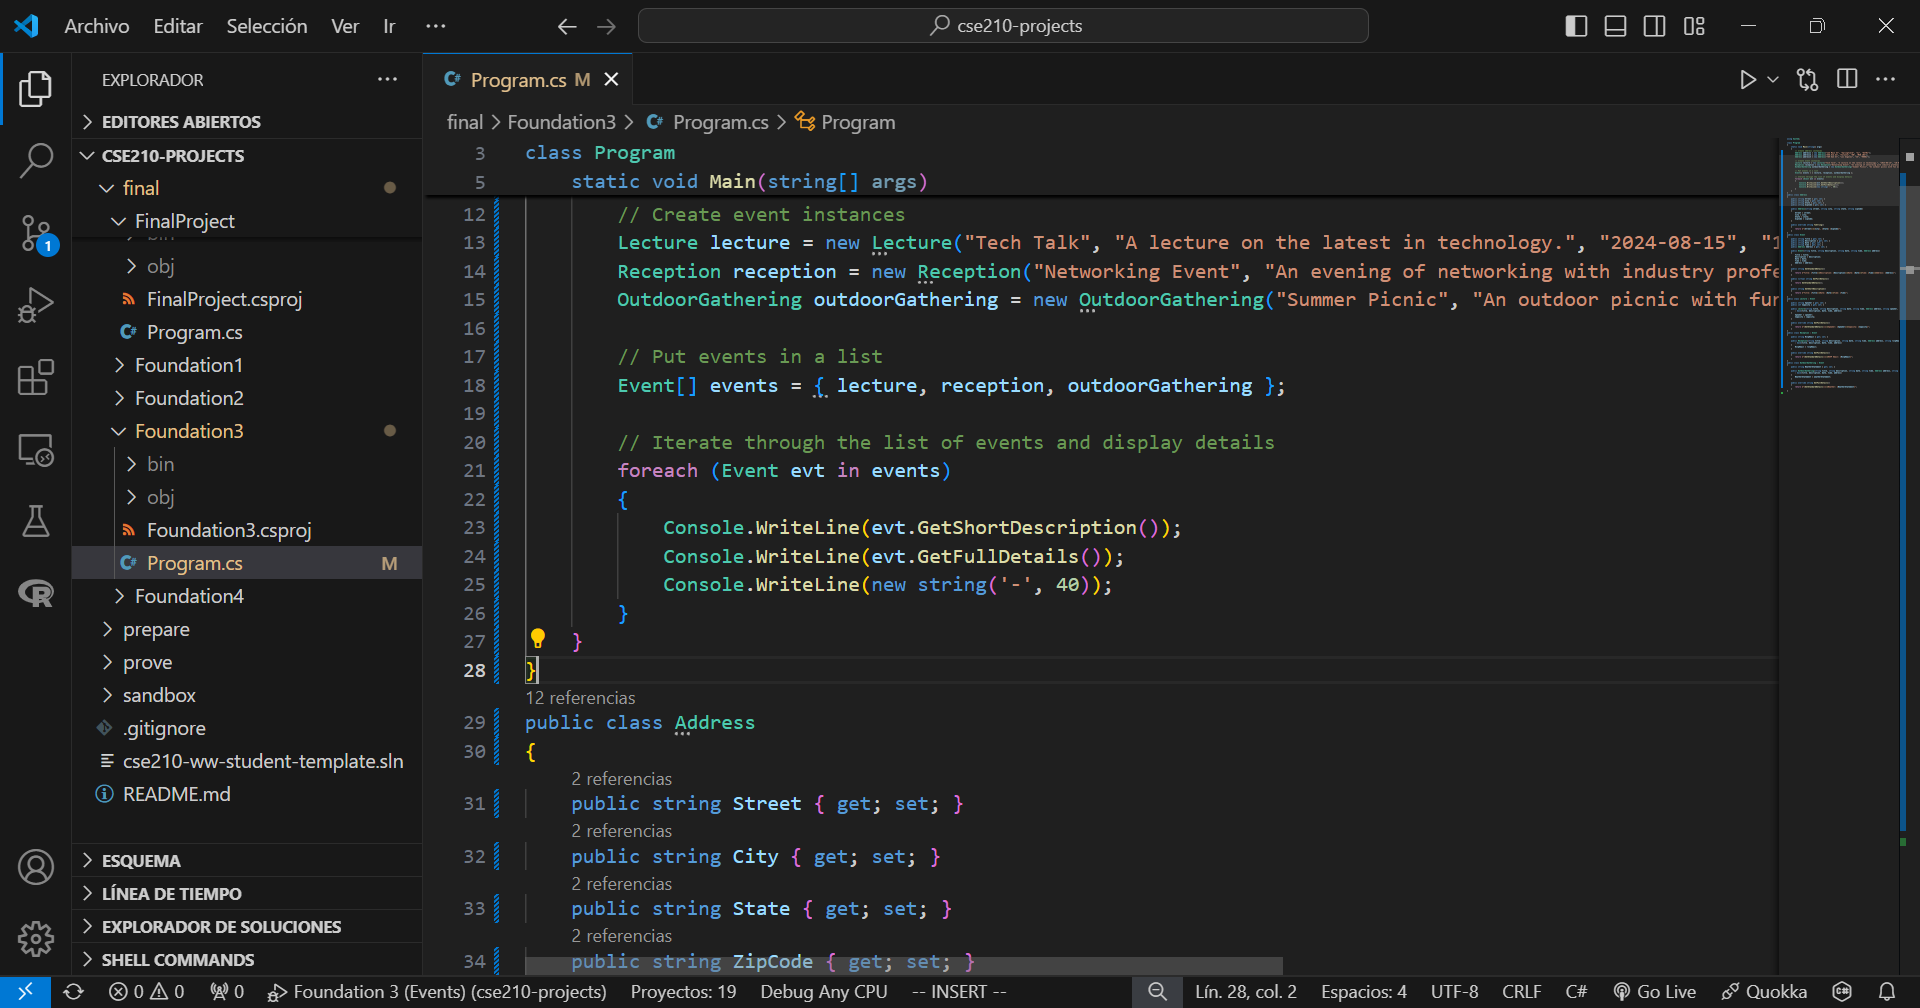 Archivo Editar Selección Ver Ir ··· cse210-projects
EXPLORADOR ···
EDITORES ABIERTOS
CSE210-PROJECTS
final
FinalProject
obj
FinalProject.csproj
C# Program.cs
Foundation1
Foundation2
Foundation3
bin
obj
Foundation3.csproj
C# Program.cs M
Foundation4
prepare
prove
sandbox
.gitignore
cse210-ww-student-template.sln
README.md
ESQUEMA
LÍNEA DE TIEMPO
EXPLORADOR DE SOLUCIONES
SHELL COMMANDS
1
C# Program.cs M
final > Foundation3 > C# Program.cs > Program
3 class Program
5 static void Main(string[] args)
12 // Create event instances
13 Lecture lecture = new Lecture("Tech Talk", "A lecture on the latest in technology.", "2024-08-15", "1
14 Reception reception = new Reception("Networking Event", "An evening of networking with industry profe
15 OutdoorGathering outdoorGathering = new OutdoorGathering("Summer Picnic", "An outdoor picnic with fun
16
17 // Put events in a list
18 Event[] events = { lecture, reception, outdoorGathering };
19
20 // Iterate through the list of events and display details
21 foreach (Event evt in events)
22 {
23 Console.WriteLine(evt.GetShortDescription());
24 Console.WriteLine(evt.GetFullDetails());
25 Console.WriteLine(new string('-', 40));
26 }
27 }
28 }
12 referencias
29 public class Address
30 {
2 referencias
31 public string Street { get; set; }
2 referencias
32 public string City { get; set; }
2 referencias
33 public string State { get; set; }
2 referencias
34 public string ZipCode { get; set; }
0 0 0 Foundation 3 (Events) (cse210-projects) Proyectos: 19 Debug Any CPU -- INSERT -- Lín. 28, col. 2 Espacios: 4 UTF-8 CRLF C# Go Live Quokka